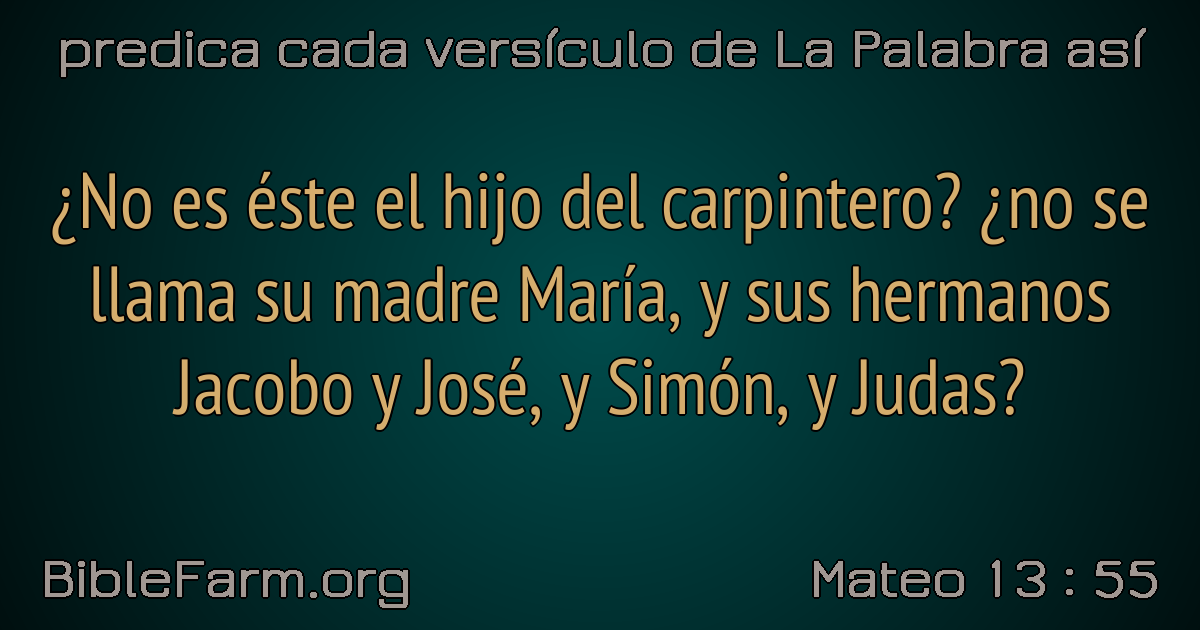 predica cada versículo de La Palabra así
¿No es éste el hijo del carpintero? ¿no se
llama su madre María, y sus hermanos
Jacobo y José, y Simón, y Judas?
BibleFarm.org
Mateo 13 : 55